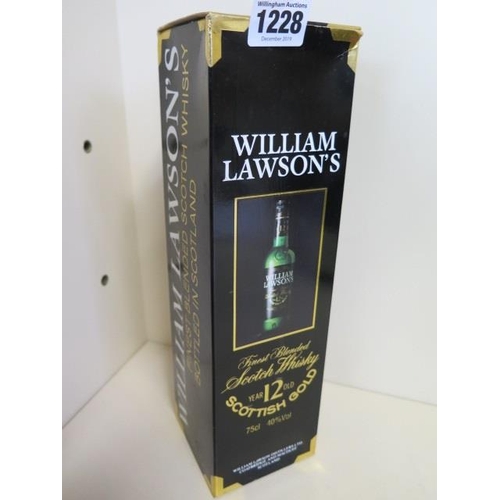 Willingham Auctions
1228
December 2019
WILLIAM
LAWSON'S
WILLIAM
LAWSON'S
Finest Blended
Scotch Whisky
YEAR 12 OLD
SCOTTISH GOLD
75cl 40%Vol
SCOTLAND
WILLIAM LAWSON'S
FINEST BLENDED SCOTCH WHISKY
BOTTLED IN SCOTLAND